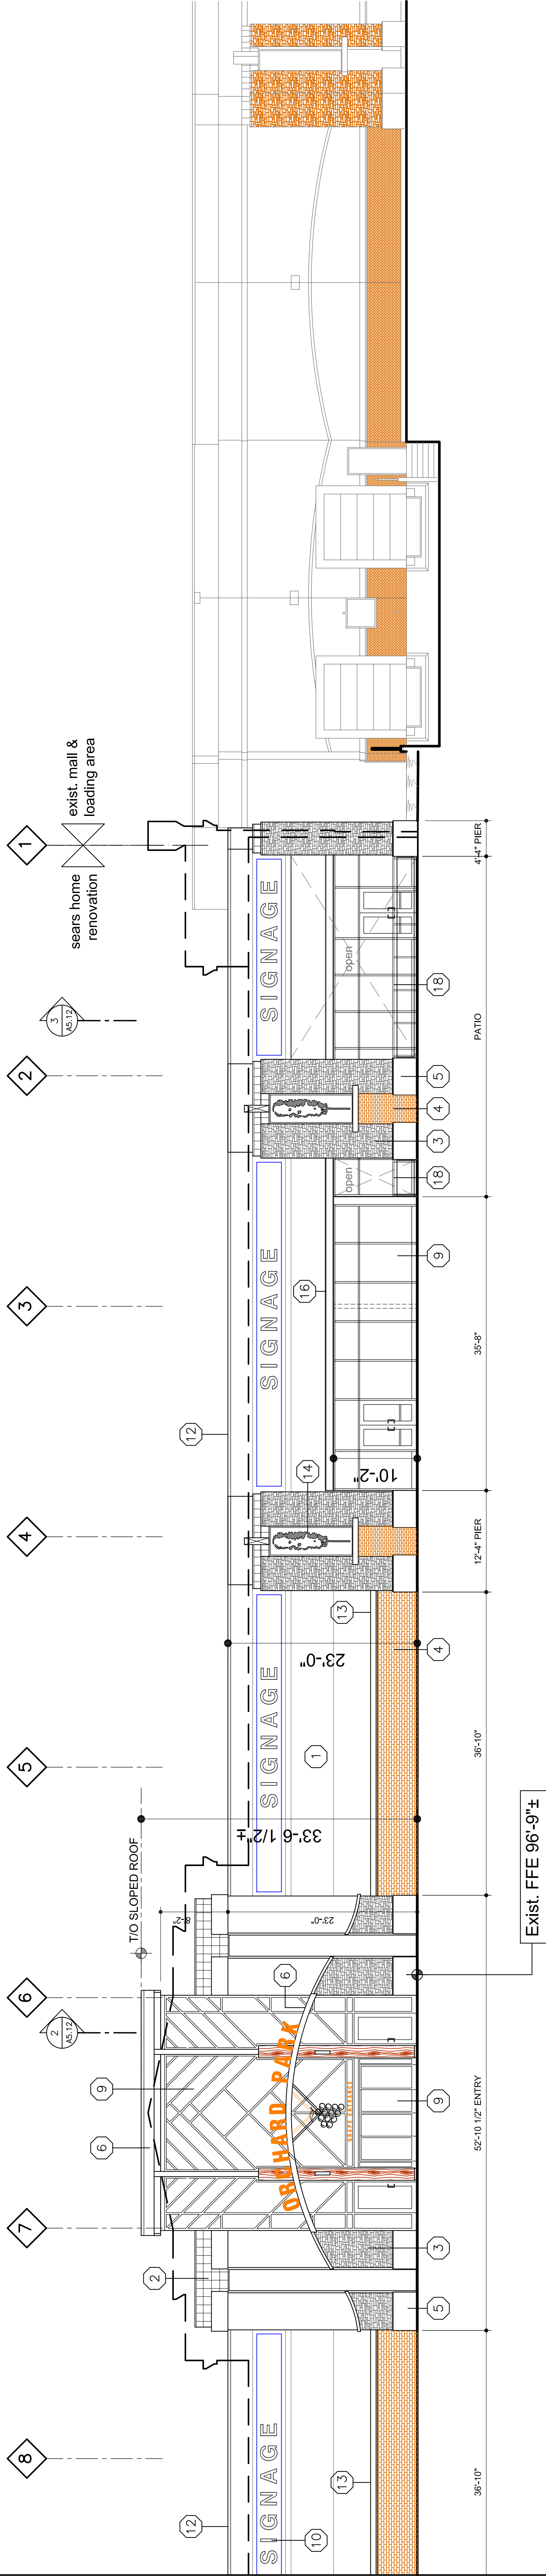 8
7
6
5
4
3
2
1
2
A5.12
3
A5.12
sears home
renovation
exist. mall &
loading area
T/O SLOPED ROOF
12
2
6
9
12
8'-2"
23'-0"
33'-6 1/2"±
23'-0"
10'-2"
SIGNAGE
SIGNAGE
SIGNAGE
SIGNAGE
ORCHARD PARK
10
13
6
1
13
14
16
open
open
5
3
9
4
9
18
3
4
5
18
36'-10"
52'-10 1/2" ENTRY
36'-10"
12'-4" PIER
35'-8"
PATIO
4'-4" PIER
Exist. FFE 96'-9"±